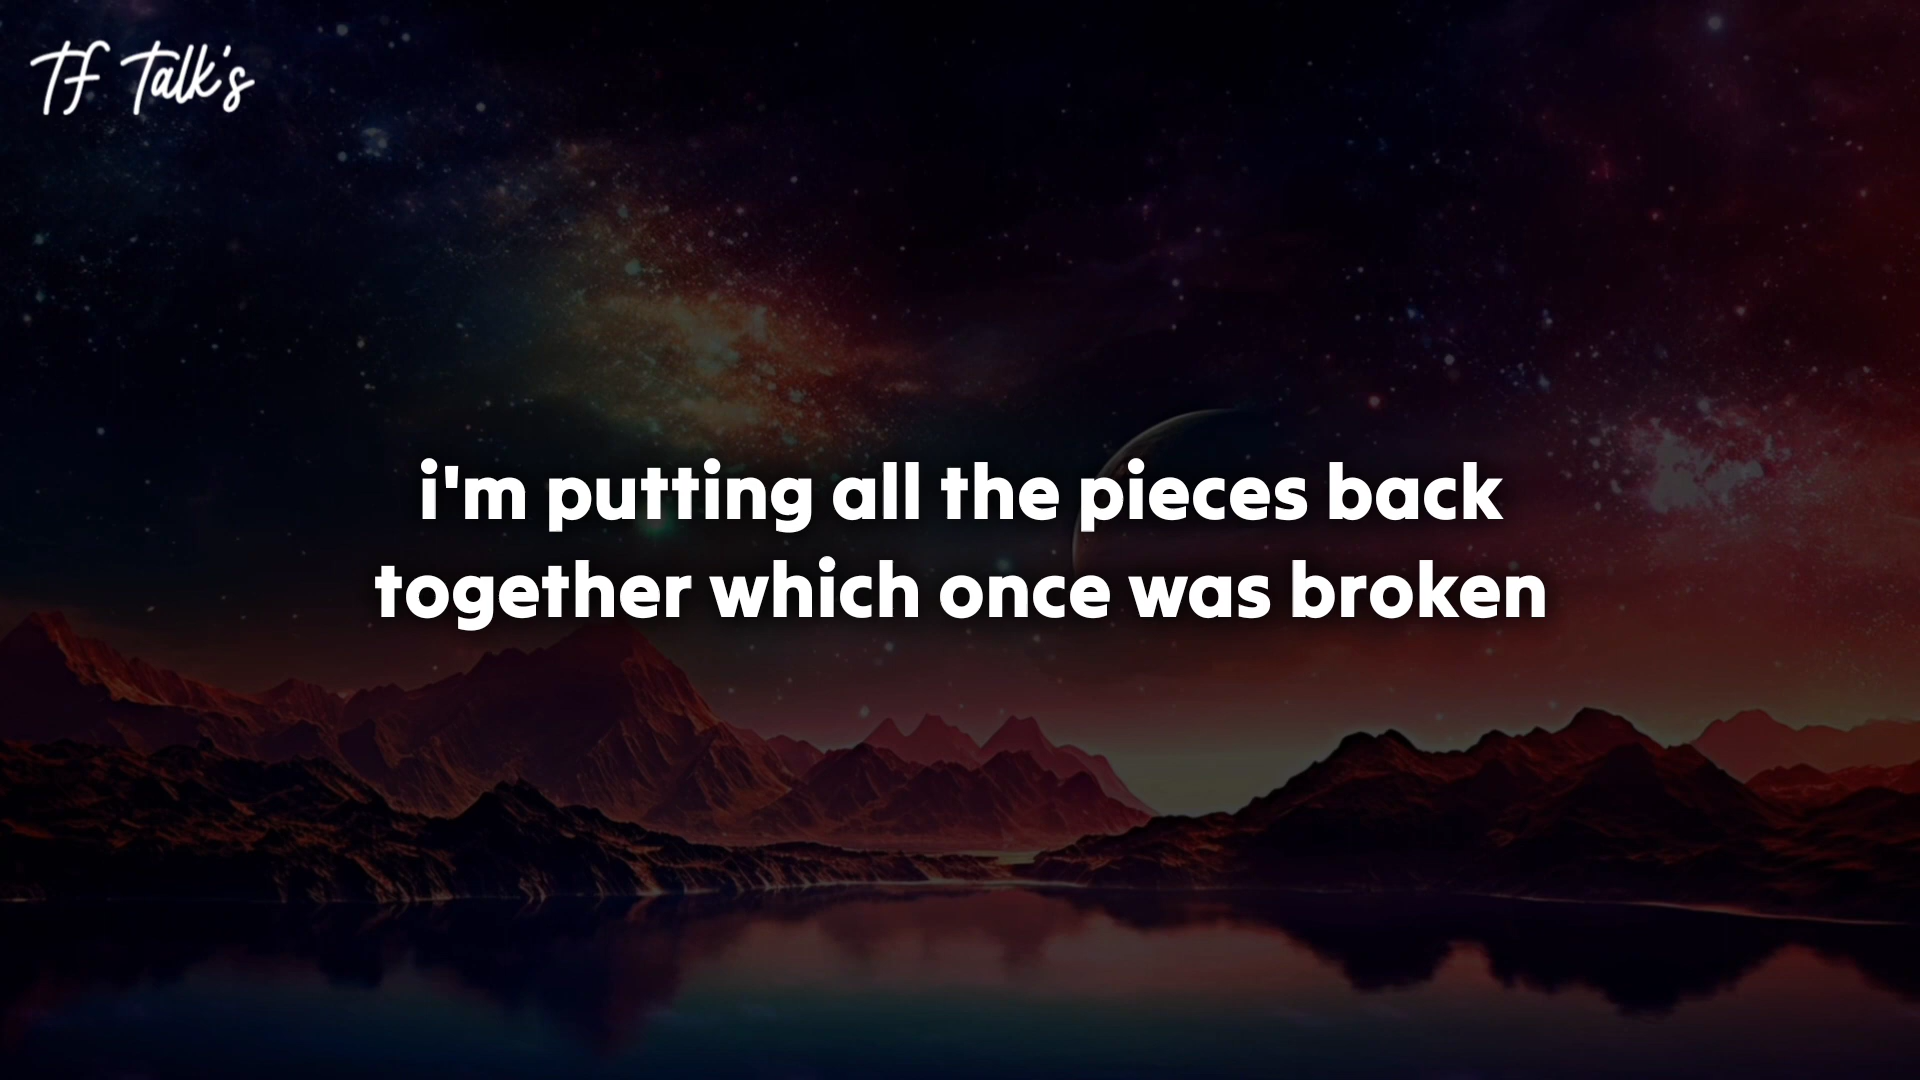 TF Talk's
i'm putting all the pieces back
together which once was broken